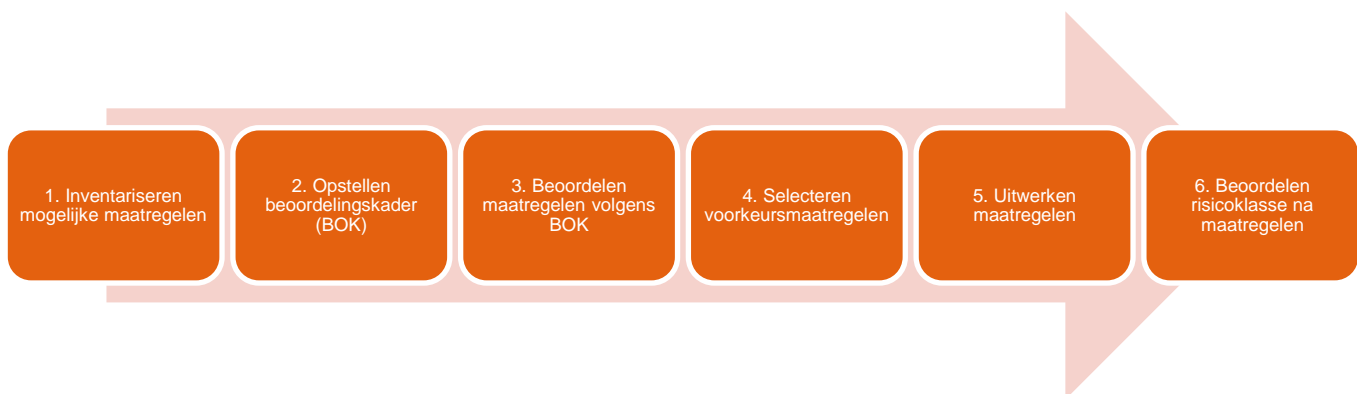 1. Inventariseren
mogelijke maatregelen
2. Opstellen
beoordelingskader
(BOK)
3. Beoordelen
maatregelen volgens
BOK
4. Selecteren
voorkeursmaatregelen
5. Uitwerken
maatregelen
6. Beoordelen
risicoklasse na
maatregelen